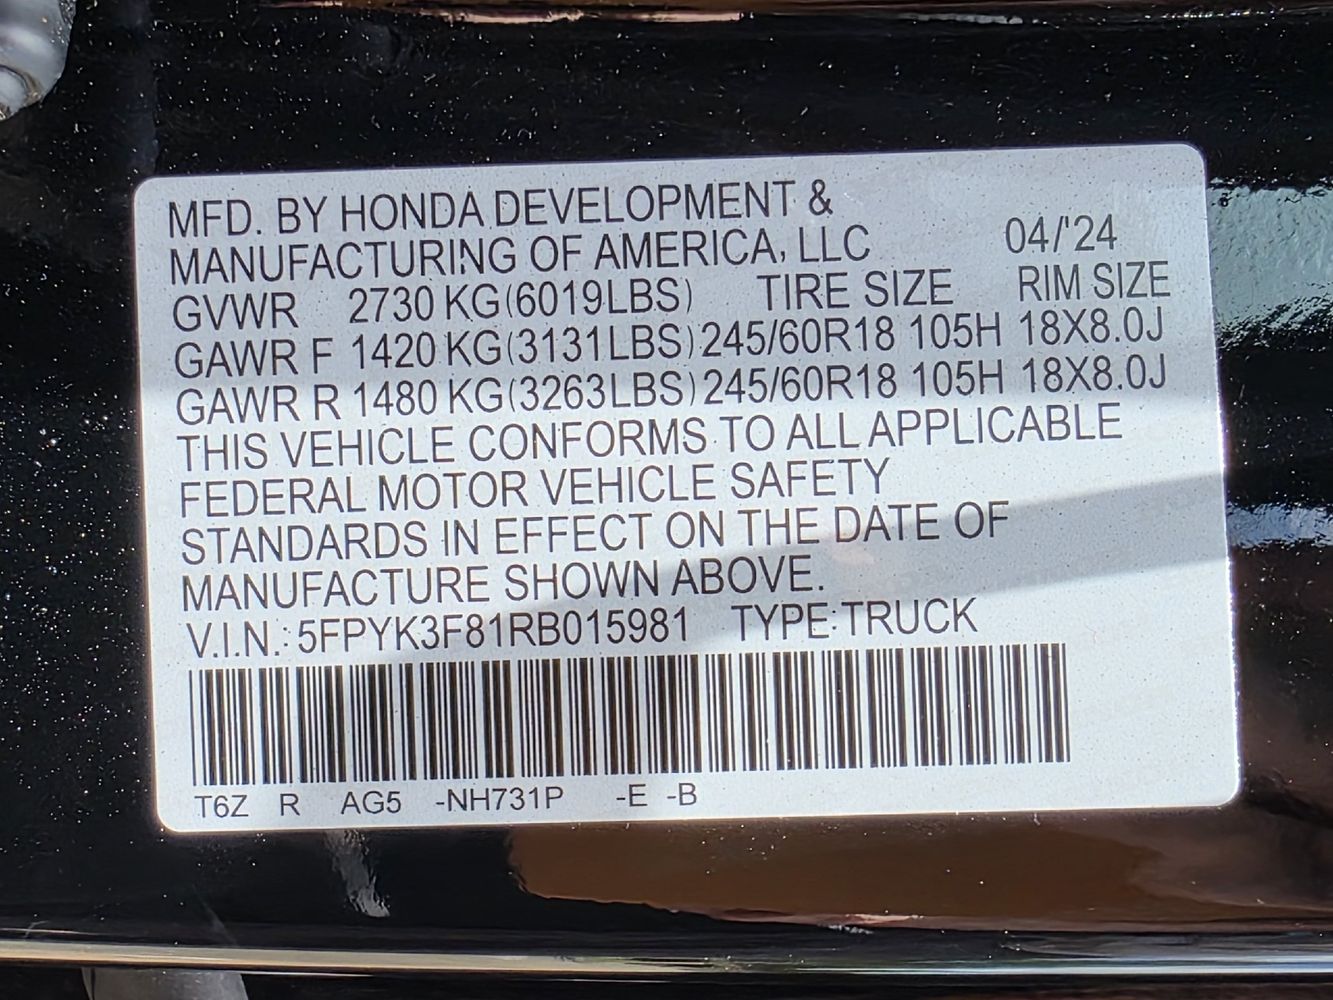 MFD. BY HONDA DEVELOPMENT &
MANUFACTURING OF AMERICA, LLC 04/'24
GVWR 2730 KG(6019LBS) TIRE SIZE RIM SIZE
GAWR F 1420 KG(3131LBS) 245/60R18 105H 18X8.0J
GAWR R 1480 KG(3263LBS) 245/60R18 105H 18X8.0J
THIS VEHICLE CONFORMS TO ALL APPLICABLE
FEDERAL MOTOR VEHICLE SAFETY
STANDARDS IN EFFECT ON THE DATE OF
MANUFACTURE SHOWN ABOVE.
V.I.N.: 5FPYK3F81RB015981 TYPE:TRUCK
T6Z R AG5 -NH731P -E -B